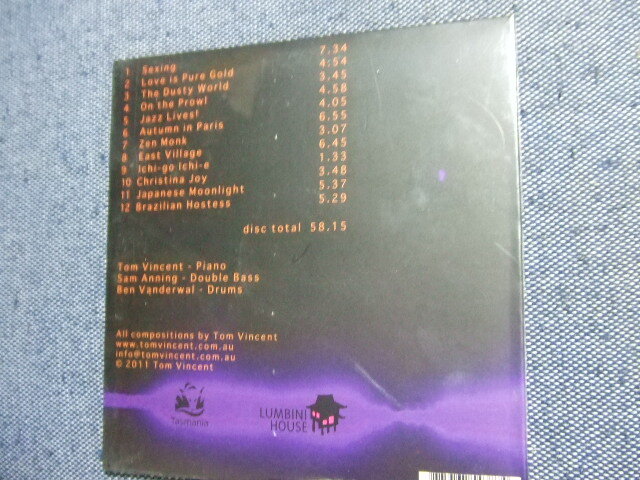 1 Sexing 7.34
2 Love is Pure Gold 4:54
3 The Dusty World 3.45
4 On the Prowl 4.58
5 Jazz Lives! 4.05
6 Autumn in Paris 6.55
7 Zen Monk 3.07
8 East Village 6.45
9 Ichi-go Ichi-e 1.33
10 Christina Joy 3.48
11 Japanese Moonlight 5.37
12 Brazilian Hostess 5.29
disc total 58.15
Tom Vincent - Piano
Sam Anning - Double Bass
Ben Vanderwal - Drums
All compositions by Tom Vincent
www.tomvincent.com.au
info@tomvincent.com.au
© 2011 Tom Vincent
Tasmania
LUMBINI
HOUSE